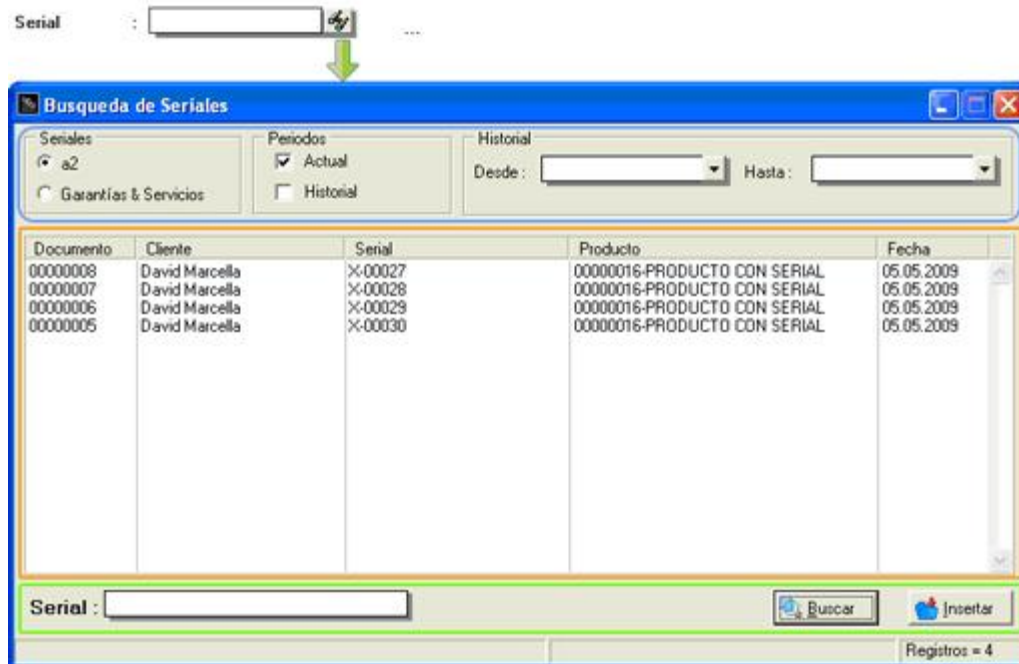 Serial : ...
Busqueda de Seriales
Seriales Periodos Historial
a2 Actual Desde : Hasta :
Garantías & Servicios Historial
Documento Cliente Serial Producto Fecha
00000008 David Marcella X-00027 00000016-PRODUCTO CON SERIAL 05.05.2009
00000007 David Marcella X-00028 00000016-PRODUCTO CON SERIAL 05.05.2009
00000006 David Marcella X-00029 00000016-PRODUCTO CON SERIAL 05.05.2009
00000005 David Marcella X-00030 00000016-PRODUCTO CON SERIAL 05.05.2009
Serial : Buscar Insertar
Registros = 4